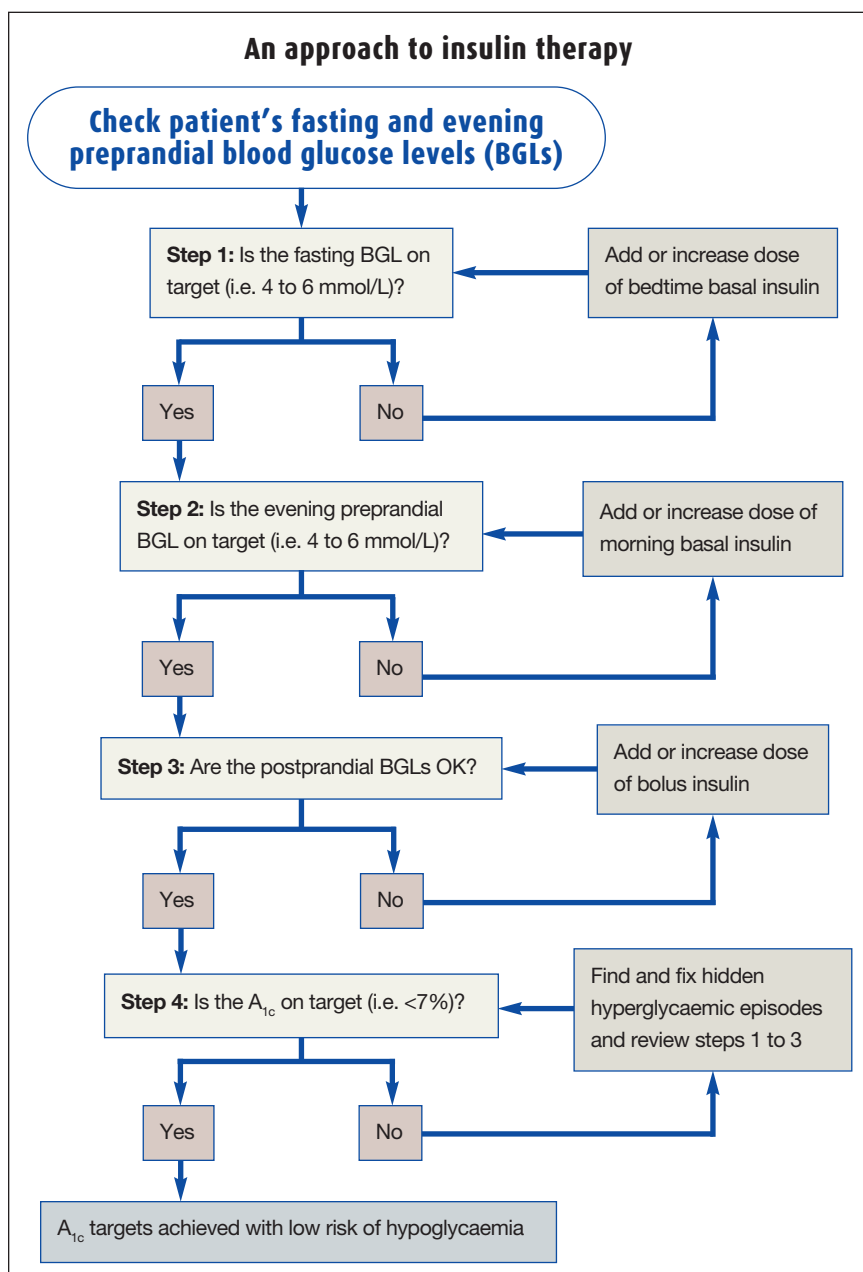 An approach to insulin therapy
Check patient's fasting and evening
preprandial blood glucose levels (BGLs)
Step 1: Is the fasting BGL on
target (i.e. 4 to 6 mmol/L)?
Add or increase dose
of bedtime basal insulin
Yes
No
Step 2: Is the evening preprandial
BGL on target (i.e. 4 to 6 mmol/L)?
Add or increase dose of
morning basal insulin
Yes
No
Step 3: Are the postprandial BGLs OK?
Add or increase dose
of bolus insulin
Yes
No
Step 4: Is the A1c on target (i.e. <7%)?
Find and fix hidden
hyperglycaemic episodes
and review steps 1 to 3
Yes
No
A1c targets achieved with low risk of hypoglycaemia